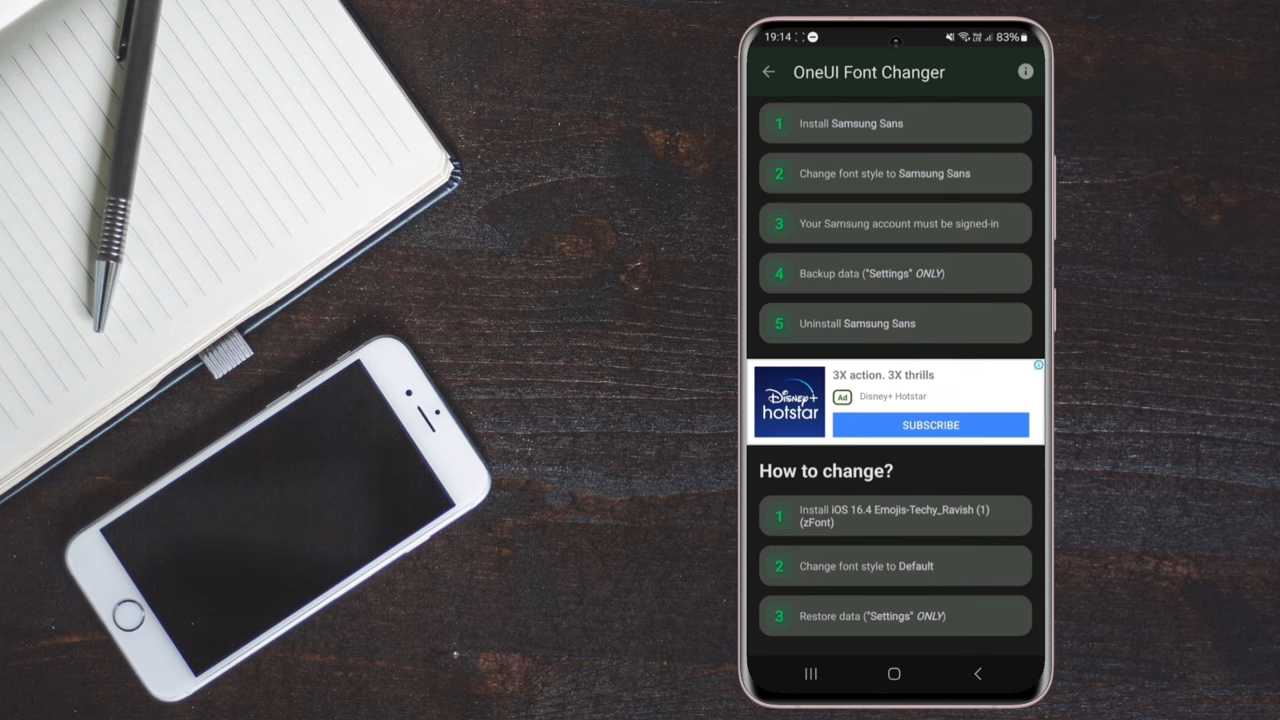 19:14
83%
OneUI Font Changer
1 Install Samsung Sans
2 Change font style to Samsung Sans
3 Your Samsung account must be signed-in
4 Backup data ("Settings" ONLY)
5 Uninstall Samsung Sans
Disney+
hotstar
3X action. 3X thrills
Ad Disney+ Hotstar
SUBSCRIBE
How to change?
1 Install iOS 16.4 Emojis-Techy_Ravish (1)
(zFont)
2 Change font style to Default
3 Restore data ("Settings" ONLY)